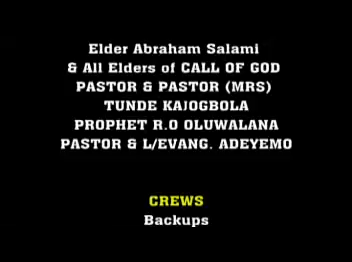 Elder Abraham Salami
& All Elders of CALL OF GOD
PASTOR & PASTOR (MRS)
TUNDE KAJOGBOLA
PROPHET R.O OLUWALANA
PASTOR & L/EVANG. ADEYEMO
CREWS
Backups